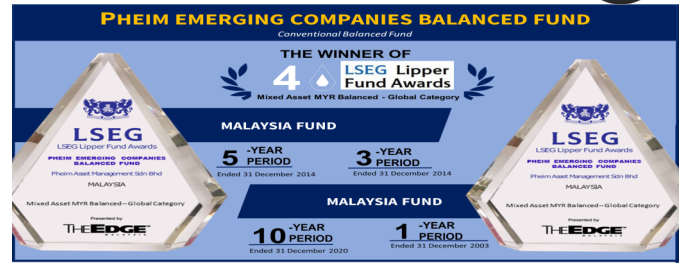 PHEIM EMERGING COMPANIES BALANCED FUND
Conventional Balanced Fund
THE WINNER OF
4 LSEG Lipper
Fund Awards
Mixed Asset MYR Balanced - Global Category
MALAYSIA FUND
5 -YEAR PERIOD
Ended 31 December 2014
3 -YEAR PERIOD
Ended 31 December 2014
MALAYSIA FUND
10 -YEAR PERIOD
Ended 31 December 2020
1 -YEAR PERIOD
Ended 31 December 2003
LSEG
LSEG Lipper Fund Awards
PHEIM EMERGING COMPANIES
BALANCED FUND
Pheim Asset Management Sdn Bhd
MALAYSIA
Mixed Asset MYR Balanced—Global Category
Presented by
THE EDGE
MALAYSIA
LSEG
LSEG Lipper Fund Awards
PHEIM EMERGING COMPANIES
BALANCED FUND
Pheim Asset Management Sdn Bhd
MALAYSIA
Mixed Asset MYR Balanced—Global Category
Presented by
THE EDGE
MALAYSIA